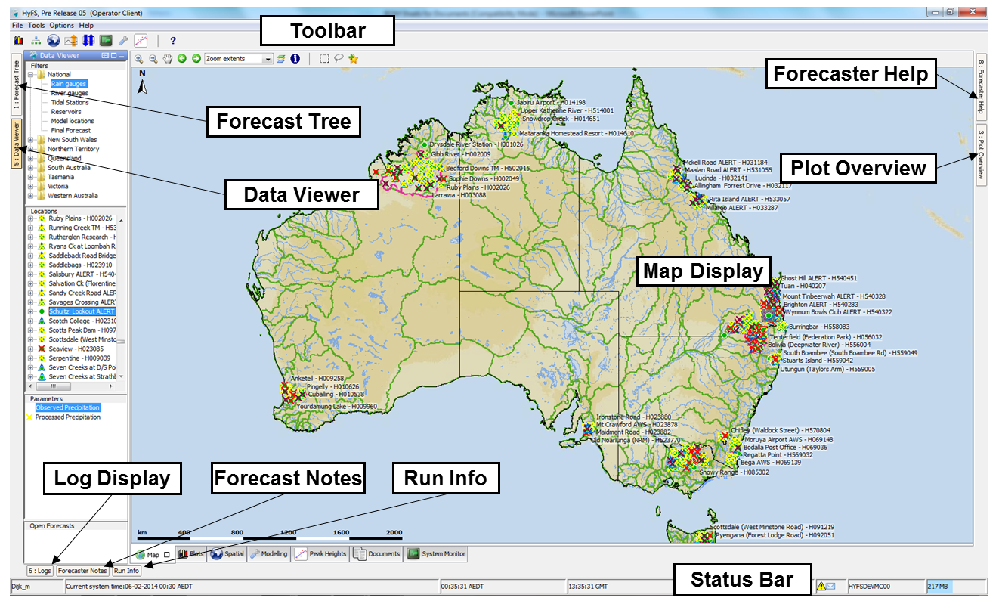 HyFS, Pre Release 05 (Operator Client)
File Tools Options Help
Toolbar
?
Data Viewer
Zoom extents
1 : Forecast Tree
5 : Data Viewer
Filters
National
Rain gauges
River gauges
Tidal Stations
Reservoirs
Model locations
Final Forecast
New South Wales
Northern Territory
Queensland
South Australia
Tasmania
Victoria
Western Australia
Locations
Ruby Plains - H002026
Running Creek TM - H53
Rutherglen Research - H
Ryans Ck at Loombah R
Saddleback Road Bridge
Saddlebags - H023910
Salisbury ALERT - H540
Salvation Ck (Florentine
Sandy Creek Road ALER
Savages Crossing ALER
Schultz Lookout ALERT
Scotch College - H02310
Scotts Peak Dam - H097
Scottsdale (West Minstc
Seaview - H023085
Serpentine - H009039
Seven Creeks at D/S Po
Seven Creeks at Strathb
Parameters
Observed Precipitation
Processed Precipitation
Open Forecasts
N
Forecast Tree
Data Viewer
Forecaster Help
Plot Overview
Map Display
8 : Forecaster Help
3 : Plot Overview
Jabiru Airport - H014198
Upper Katherine River - H514001
Snowdrop Creek - H014651
Mataranka Homestead Resort - H014610
Drysdale River Station - H001026
Gibb River - H002009
Bedford Downs TM - H502015
Sophie Downs - H002049
Ruby Plains - H002026
Larrawa - H003088
Mckell Road ALERT - H031184
Maalan Road ALERT - H531055
Lucinda - H032141
Allingham Forrest Drive - H032117
Rita Island ALERT - H533057
Millaroo ALERT - H033287
Ghost Hill ALERT - H540451
Tuan - H040207
Mount Tinbeerwah ALERT - H540328
Brighton ALERT - H540283
Wynnum Bowls Club ALERT - H540322
Burringbar - H558083
Tenterfield (Federation Park) - H056032
Bolivia (Deepwater River) - H556004
South Boambee (South Boambee Rd) - H559049
Stuarts Island - H559042
Utungun (Taylors Arm) - H559005
Anketell - H009258
Pingelly - H010626
Cuballing - H010538
Yourdamung Lake - H009960
Ironstone Road - H023880
Mt Crawford AWS - H023878
Maidment Road - H023882
Old Noarlunga (NRM) - H523770
Chifley (Waldock Street) - H570804
Moruya Airport AWS - H069148
Bodalla Post Office - H069036
Regatta Point - H569032
Bega AWS - H069139
Snowy Range - H085302
Scottsdale (West Minstone Road) - H091219
Pyengana (Forest Lodge Road) - H092051
Log Display
Forecast Notes
Run Info
km 400 800 1200 1600 2000
Map Plots Spatial Modelling Peak Heights Documents System Monitor
6 : Logs Forecaster Notes Run Info
Status Bar
Dijk_m Current system time:06-02-2014 00:30 AEDT 00:35:31 AEDT 13:35:31 GMT HYFSDEVMC00 217 MB